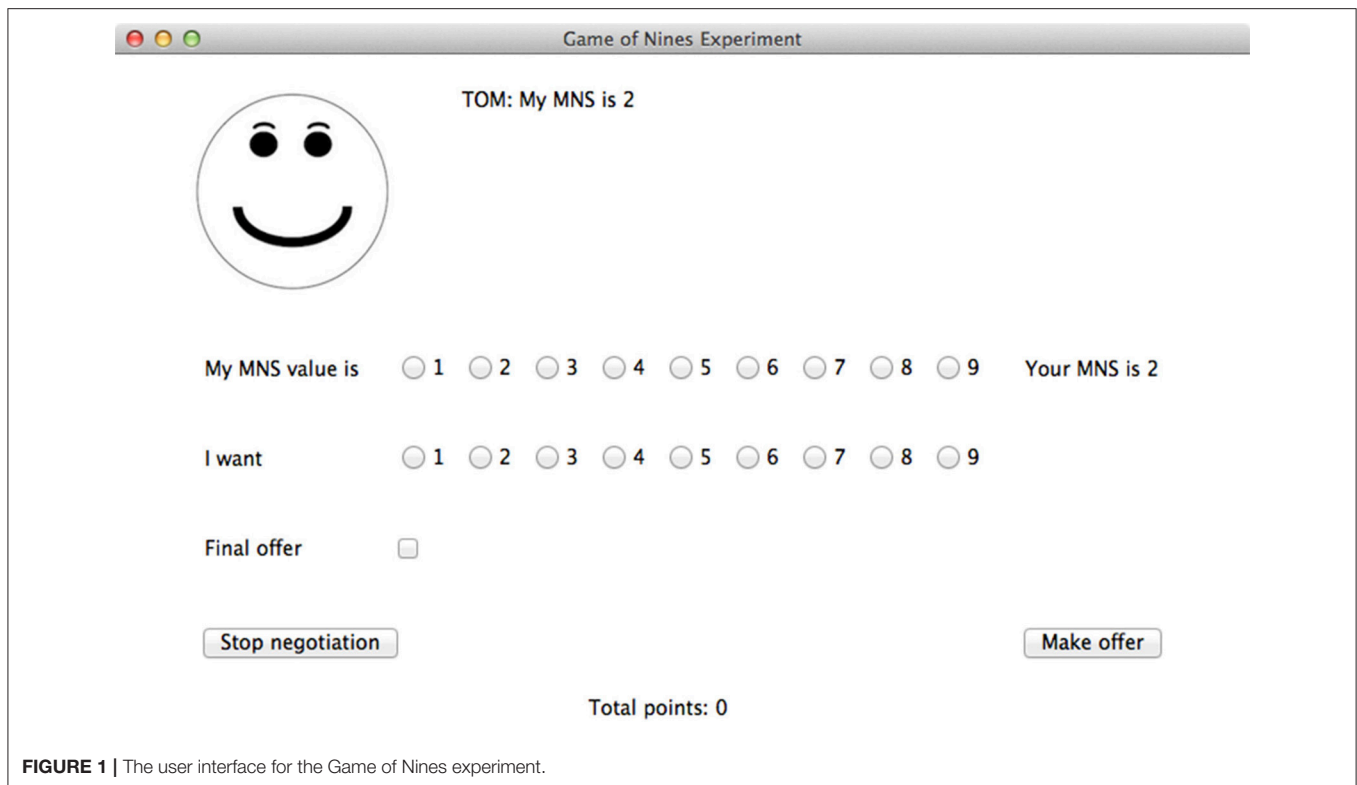 Game of Nines Experiment
TOM: My MNS is 2
My MNS value is 1 2 3 4 5 6 7 8 9 Your MNS is 2
I want 1 2 3 4 5 6 7 8 9
Final offer
Stop negotiation Make offer
Total points: 0
FIGURE 1 | The user interface for the Game of Nines experiment.